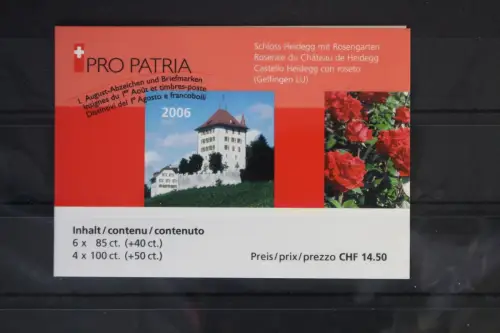 PRO PATRIA
1. August-Abzeichen und Briefmarken
Insignes du 1er Août et timbres-poste
Distintivi del 1° Agosto e francobolli
2006
Schloss Heidegg mit Rosengarten
Roseraie du Château de Heidegg
Castello Heidegg con roseto
(Gelfingen LU)
Inhalt/contenu/contenuto
6 x 85 ct. (+40 ct.)
4 x 100 ct. (+50 ct.)
Preis/prix/prezzo CHF 14.50